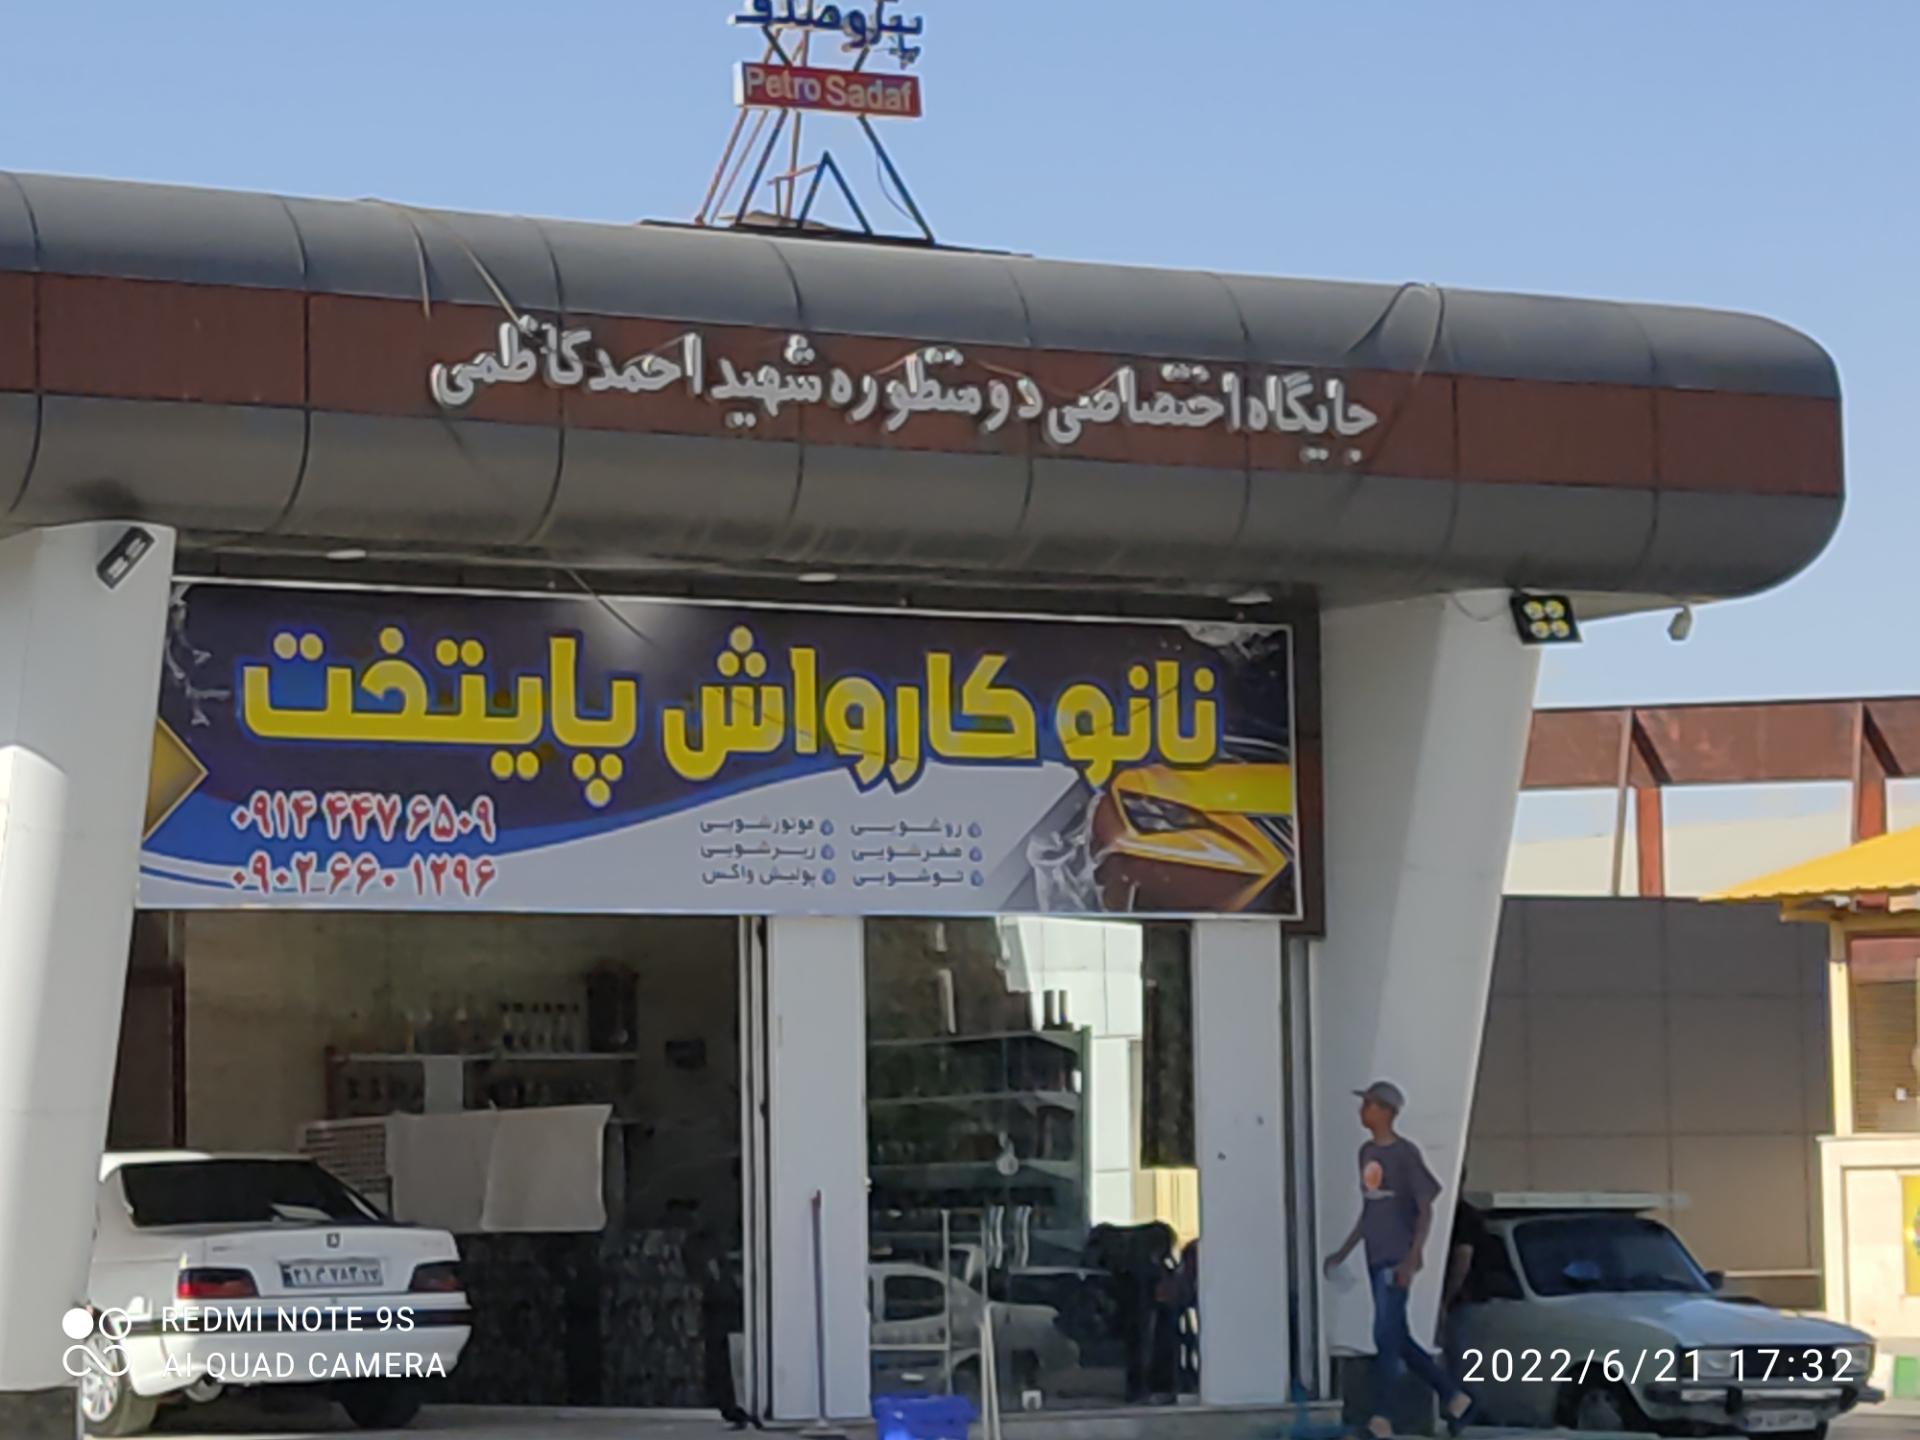 پترو صدف
Petro Sadaf
جایگاه اختصاصی دو منظوره شهید احمد کاظمی
نانو کارواش پایتخت
۰۹۱۴ ۴۴۷ ۶۵۰۹
۰۹۰۲ ۶۶۰ ۱۲۹۶
روشویی موتورشویی
صفرشویی زیرشویی
توشویی پولیش واکس
REDMI NOTE 9S
AI QUAD CAMERA
2022/6/21 17:32